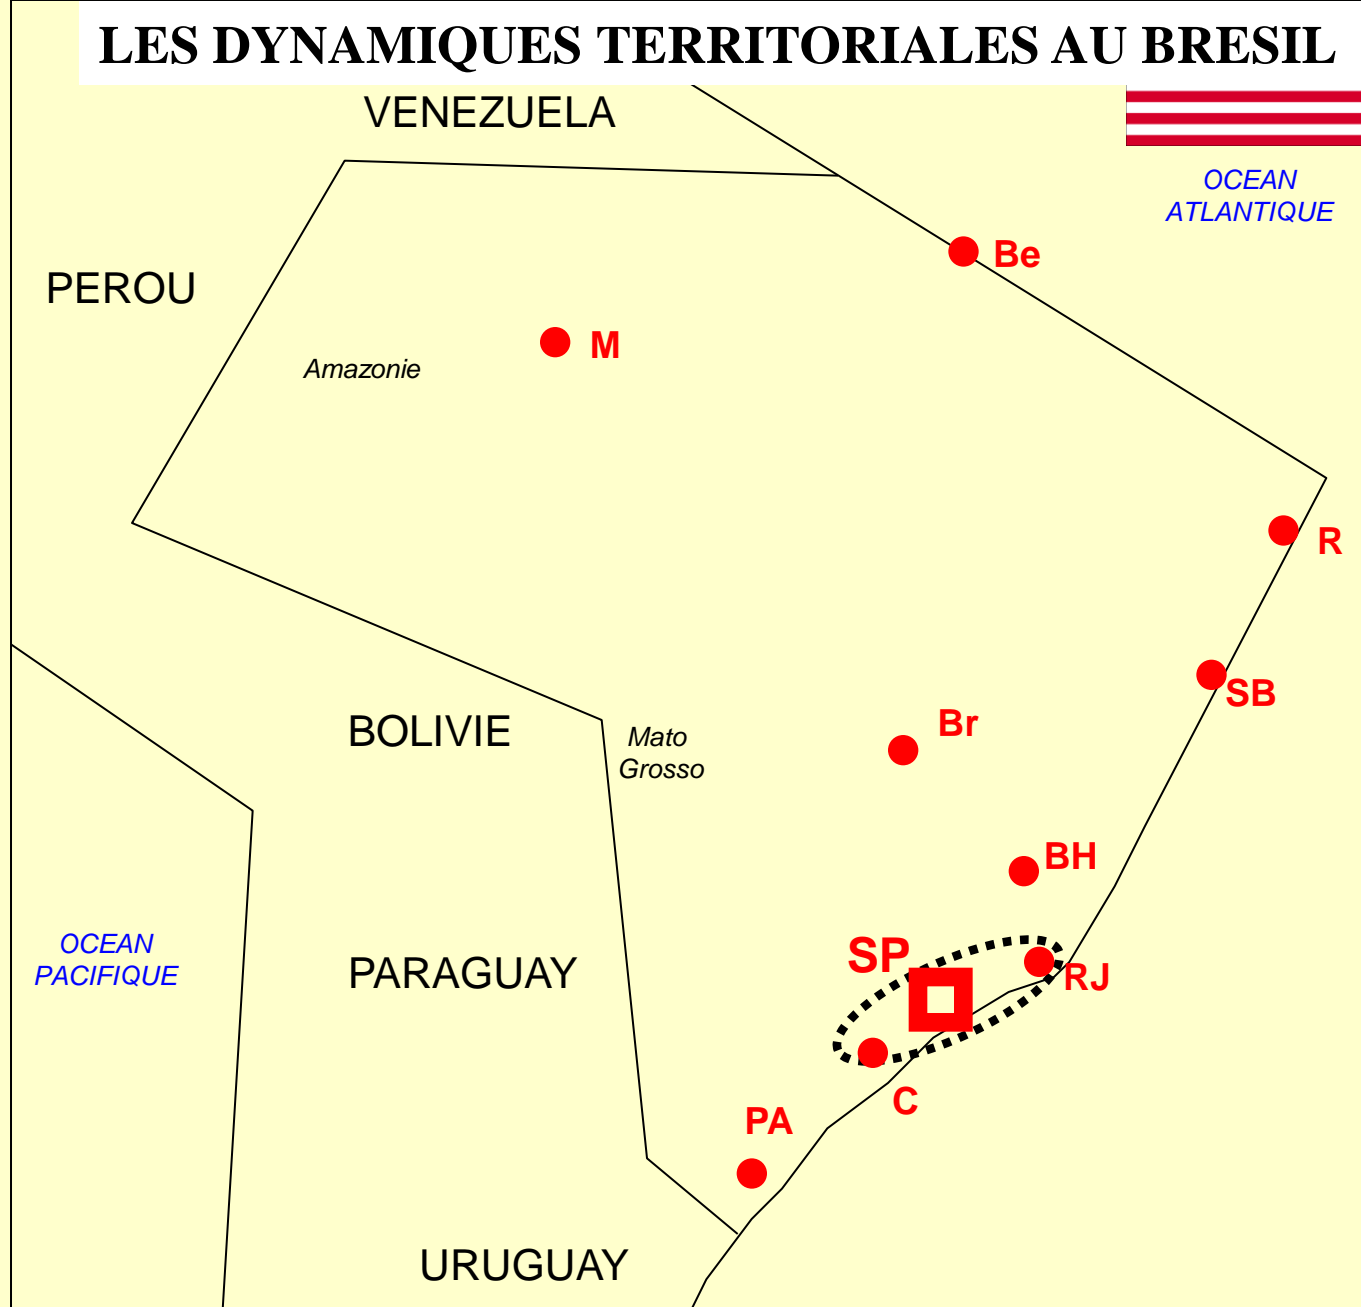 LES DYNAMIQUES TERRITORIALES AU BRESIL
VENEZUELA
OCEAN
ATLANTIQUE
Be
PEROU
M
Amazonie
R
SB
Br
BOLIVIE
Mato
Grosso
BH
OCEAN
PACIFIQUE
SP
PARAGUAY
RJ
C
PA
URUGUAY